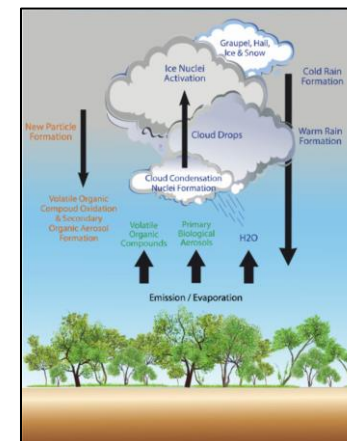 Graupel, Hail,
Ice & Snow
Ice Nuclei
Activation
Cold Rain
Formation
New Particle
Formation
Cloud Drops
Warm Rain
Formation
Cloud Condensation
Nuclei Formation
Volatile Organic
Compoud Oxidation
& Secondary
Organic Aerosol
Formation
Volatile
Organic
Compounds
Primary
Biological
Aerosols
H2O
Emission / Evaporation